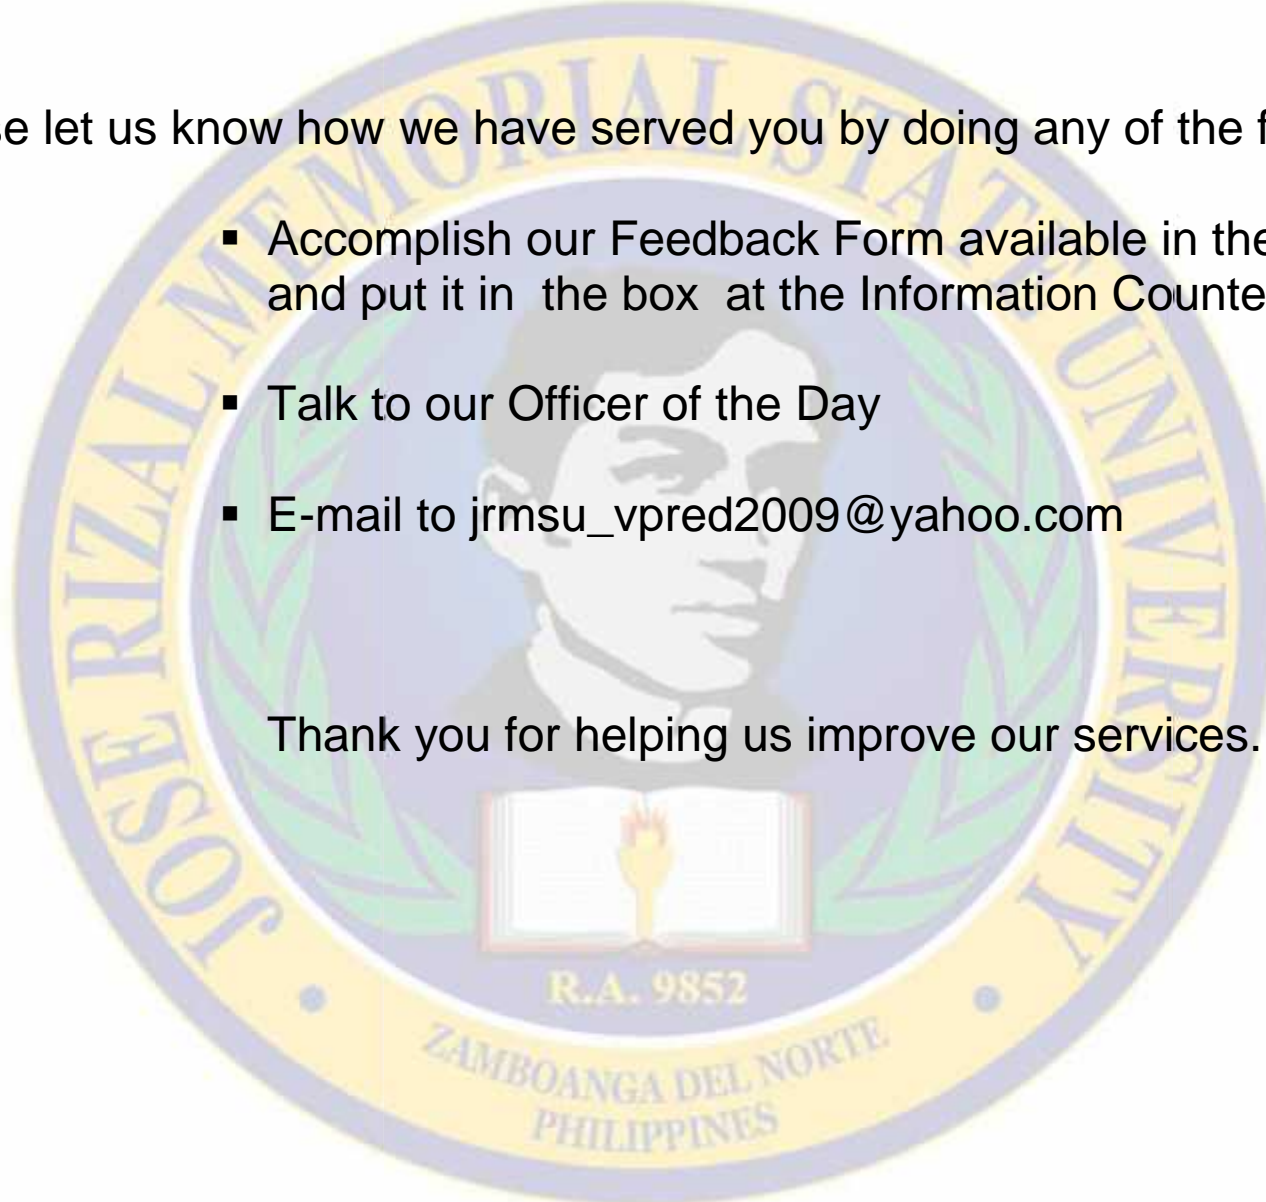 se let us know how we have served you by doing any of the f
▪ Accomplish our Feedback Form available in the
and put it in the box at the Information Counte
▪ Talk to our Officer of the Day
▪ E-mail to jrmsu_vpred2009@yahoo.com
Thank you for helping us improve our services.
JOSE RIZAL MEMORIAL STATE UNIVERSITY
R.A. 9852
ZAMBOANGA DEL NORTE
PHILIPPINES